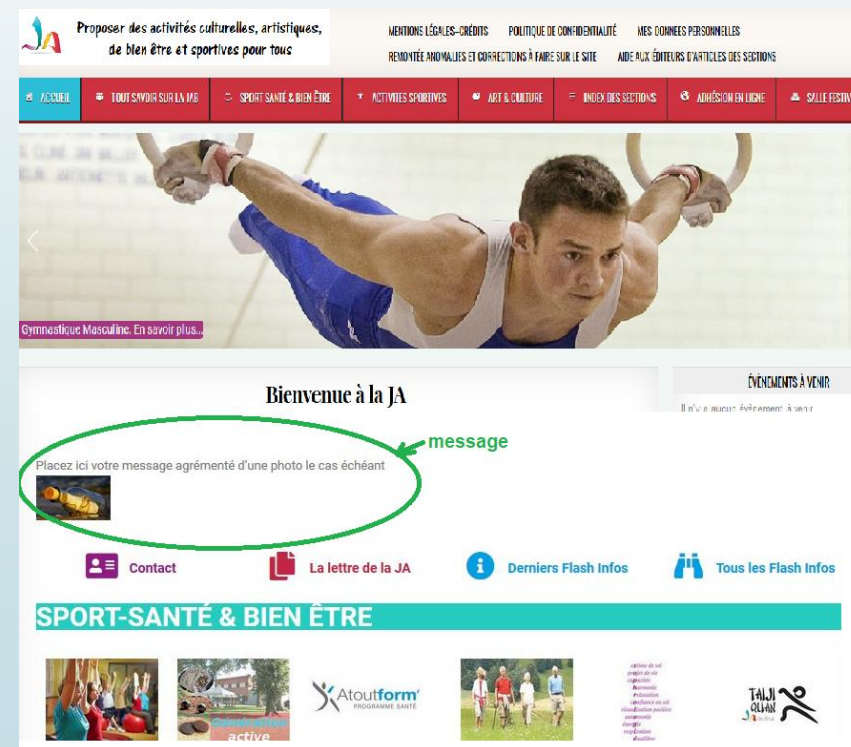 Proposer des activités culturelles, artistiques,
de bien être et sportives pour tous
MENTIONS LÉGALES–CRÉDITS POLITIQUE DE CONFIDENTIALITÉ MES DONNEES PERSONNELLES
REMONTÉE ANOMALIES ET CORRECTIONS À FAIRE SUR LE SITE AIDE AUX ÉDITEURS D'ARTICLES DES SECTIONS
ACCUEIL TOUT SAVOIR SUR LA JAB SPORT SANTÉ & BIEN ÊTRE ACTIVITES SPORTIVES ART & CULTURE INDEX DES SECTIONS ADHÉSION EN LIGNE SALLE FESTIV
Gymnastique Masculine. En savoir plus...
Bienvenue à la JA
ÉVÈNEMENTS À VENIR
Il n'y a aucun évènement à venir
message
Placez ici votre message agrémenté d'une photo le cas échéant
Contact La lettre de la JA Derniers Flash Infos Tous les Flash Infos
SPORT-SANTÉ & BIEN ÊTRE
Atoutform'
PROGRAMME SANTÉ
active
TAIJI
QUAN